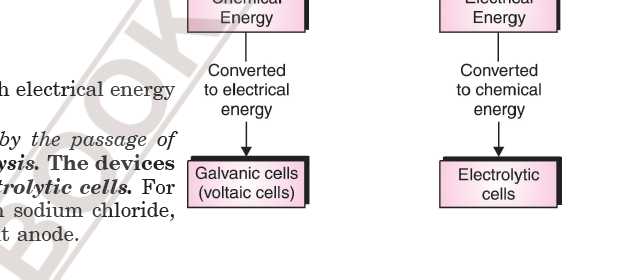 Chemical
Energy
Converted
to electrical
energy
Galvanic cells
(voltaic cells)
Electrical
Energy
Converted
to chemical
energy
Electrolytic
cells
h electrical energy
by the passage of
ysis. The devices
trolytic cells. For
n sodium chloride,
t anode.
BOOK